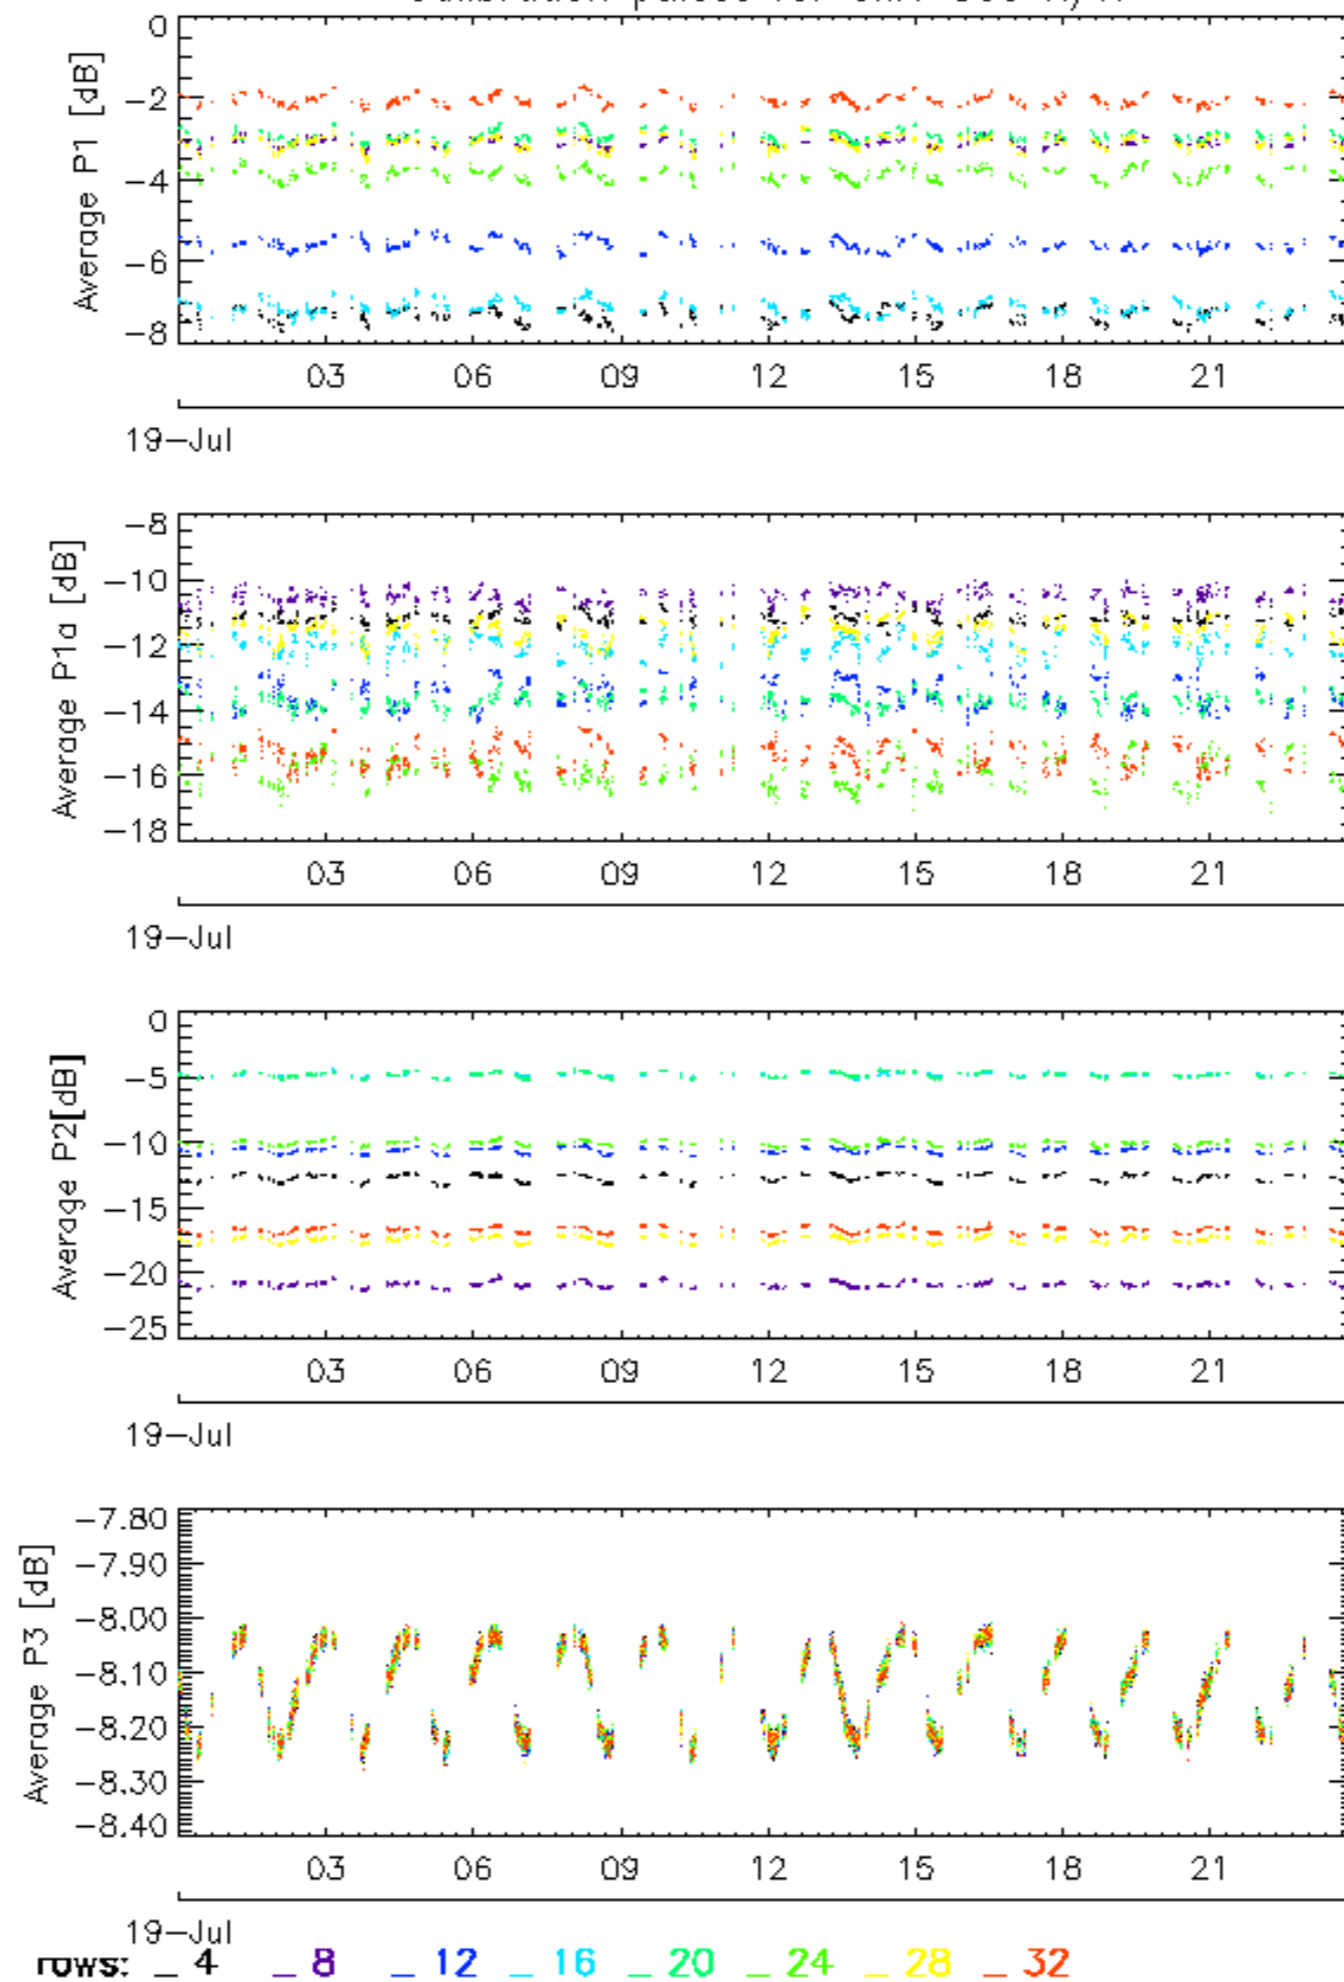 0
−2
−4
−6
−8
Average P1 [dB]
03 06 09 12 15 18 21
19−Jul
−8
−10
−12
−14
−16
−18
Average P1a [dB]
03 06 09 12 15 18 21
19−Jul
0
−5
−10
−15
−20
−25
Average P2[dB]
03 06 09 12 15 18 21
19−Jul
−7.80
−7.90
−8.00
−8.10
−8.20
−8.30
−8.40
Average P3 [dB]
03 06 09 12 15 18 21
19−Jul
rows: _ 4 _ 8 _ 12 _ 16 _ 20 _ 24 _ 28 _ 32